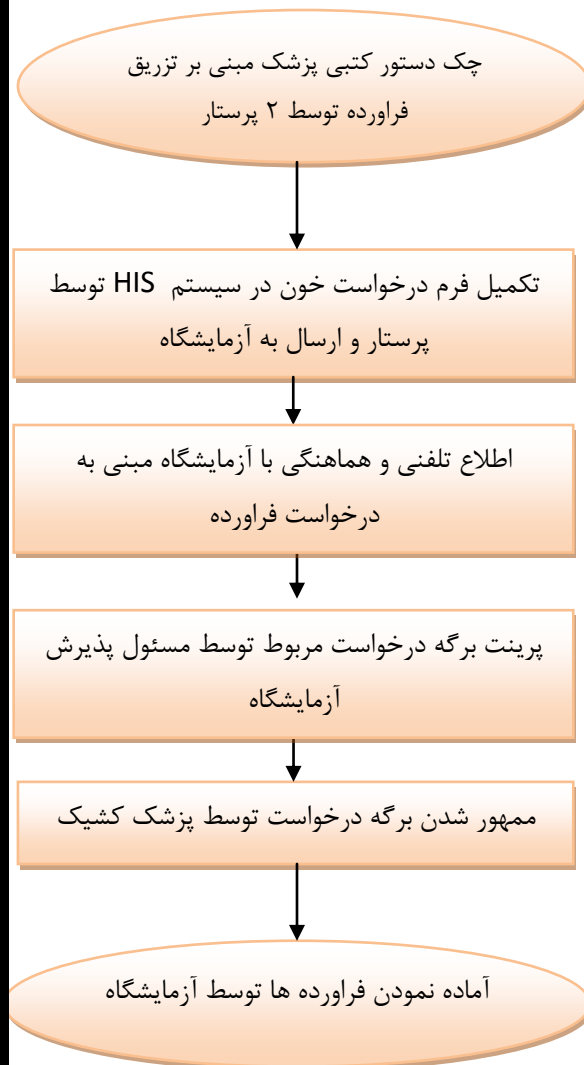 چک دستور کتبی پزشک مبنی بر تزریق
فراورده توسط ۲ پرستار
تکمیل فرم درخواست خون در سیستم HIS توسط
پرستار و ارسال به آزمایشگاه
اطلاع تلفنی و هماهنگی با آزمایشگاه مبنی به
درخواست فراورده
پرینت برگه درخواست مربوط توسط مسئول پذیرش
آزمایشگاه
ممهور شدن برگه درخواست توسط پزشک کشیک
آماده نمودن فراورده ها توسط آزمایشگاه